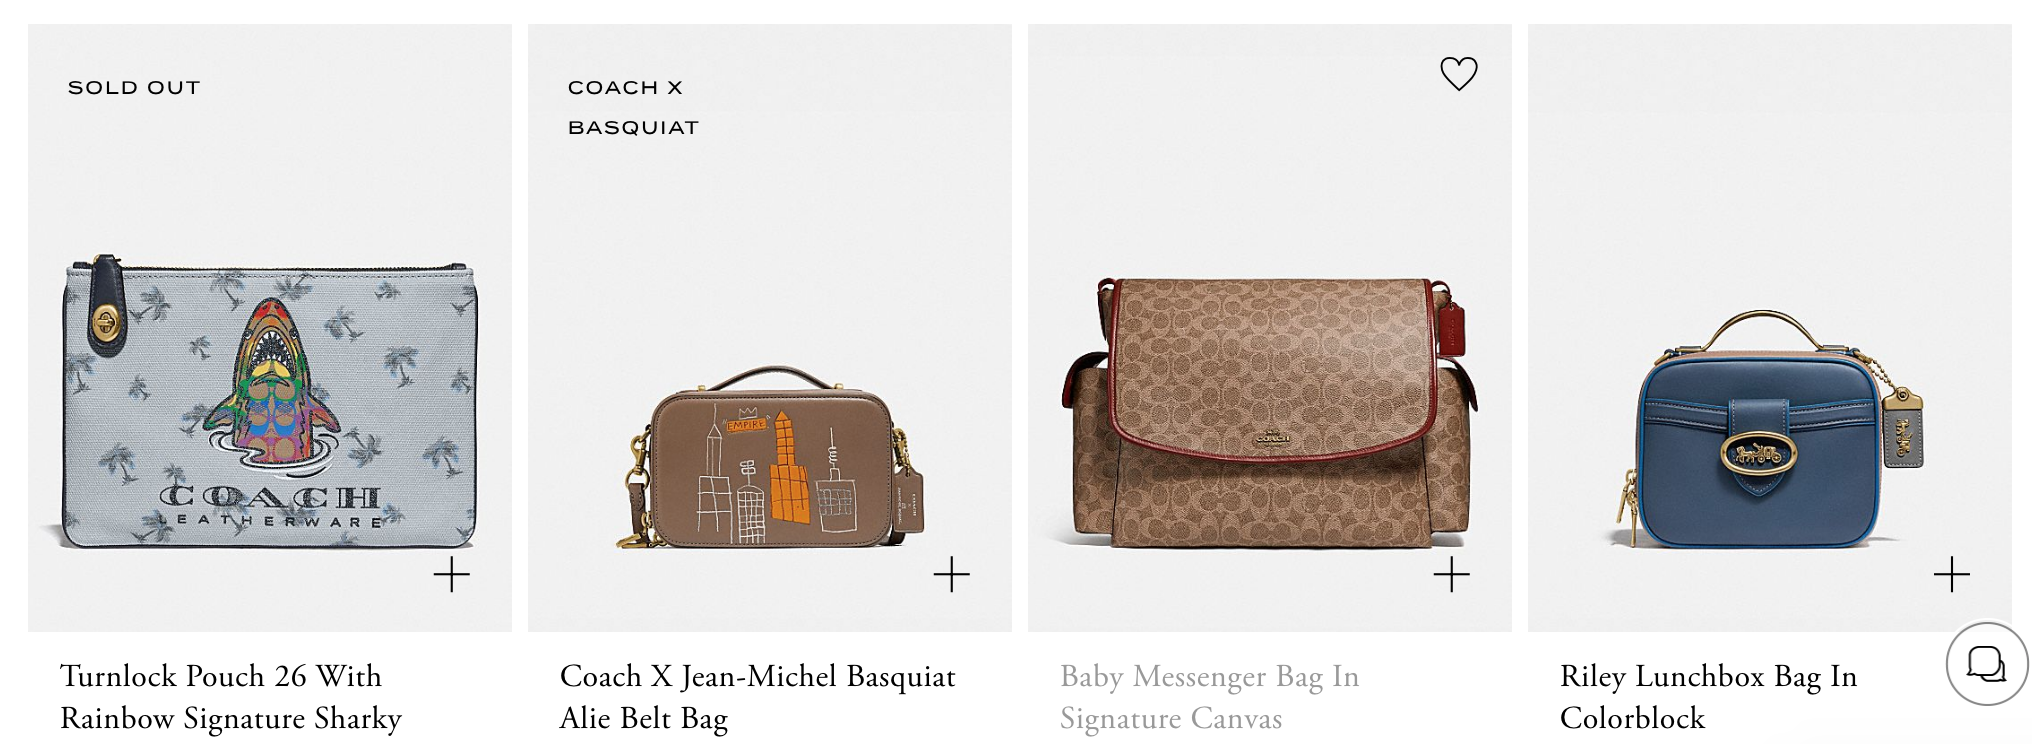 SOLD OUT
COACH
LEATHERWARE
Turnlock Pouch 26 With
Rainbow Signature Sharky
COACH X
BASQUIAT
"EMPIRE"
Coach X Jean-Michel Basquiat
Alie Belt Bag
COACH
Baby Messenger Bag In
Signature Canvas
Riley Lunchbox Bag In
Colorblock